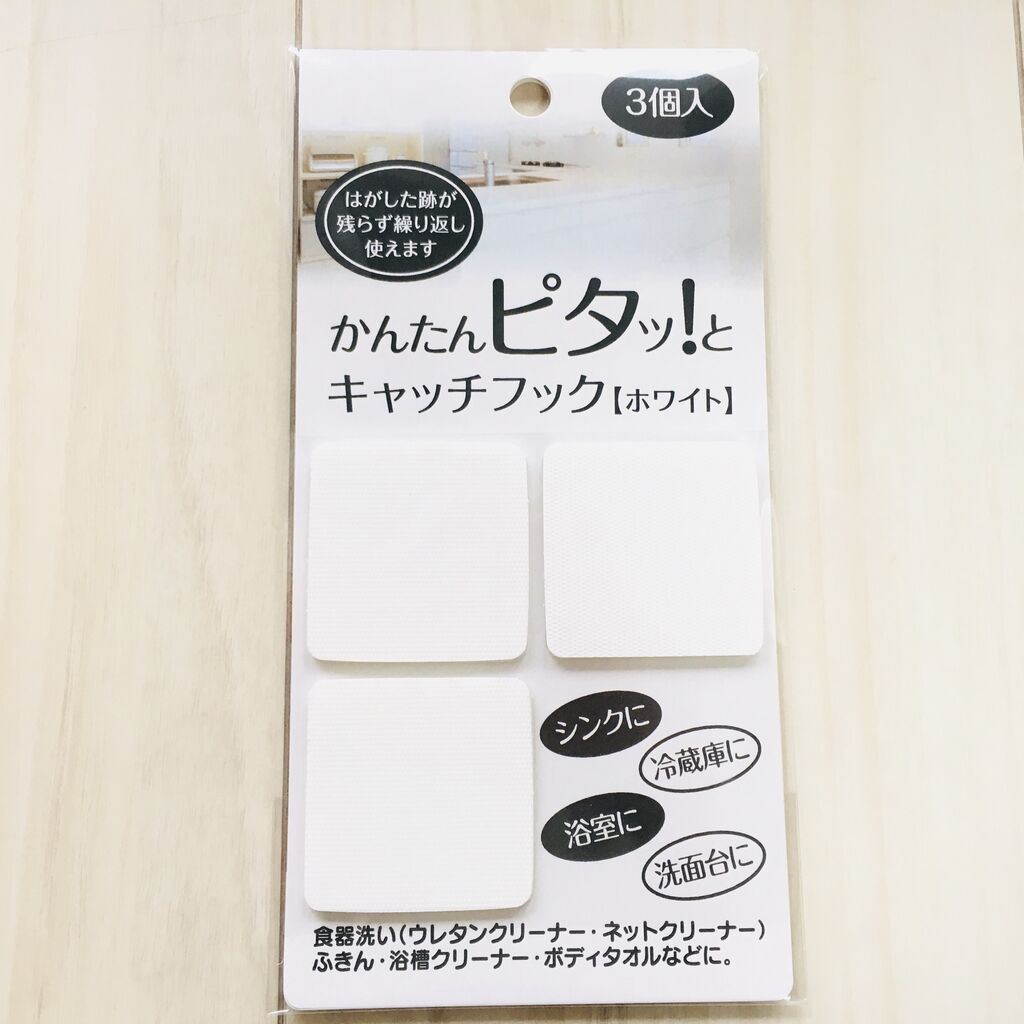 3個入
はがした跡が
残らず繰り返し
使えます
かんたんピタッ!と
キャッチフック【ホワイト】
シンクに
冷蔵庫に
浴室に
洗面台に
食器洗い(ウレタンクリーナー・ネットクリーナー)
ふきん・浴槽クリーナー・ボディタオルなどに。